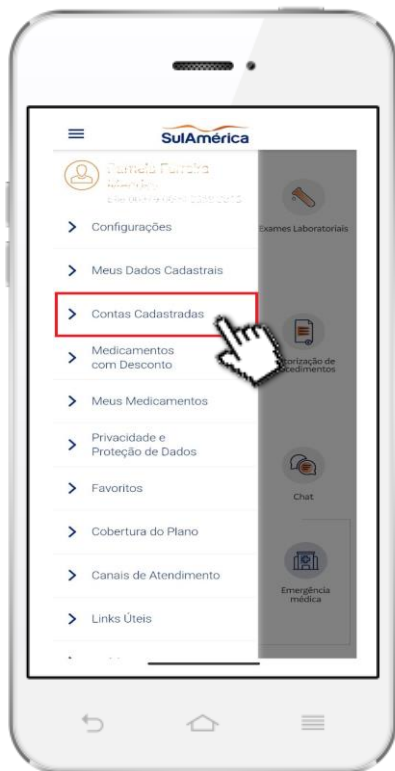 SulAmérica
Configurações
Exames Laboratoriais
Meus Dados Cadastrais
Contas Cadastradas
Medicamentos
com Desconto
Meus Medicamentos
Privacidade e
Proteção de Dados
Favoritos
Chat
Cobertura do Plano
Canais de Atendimento
Emergência
médica
Links Úteis